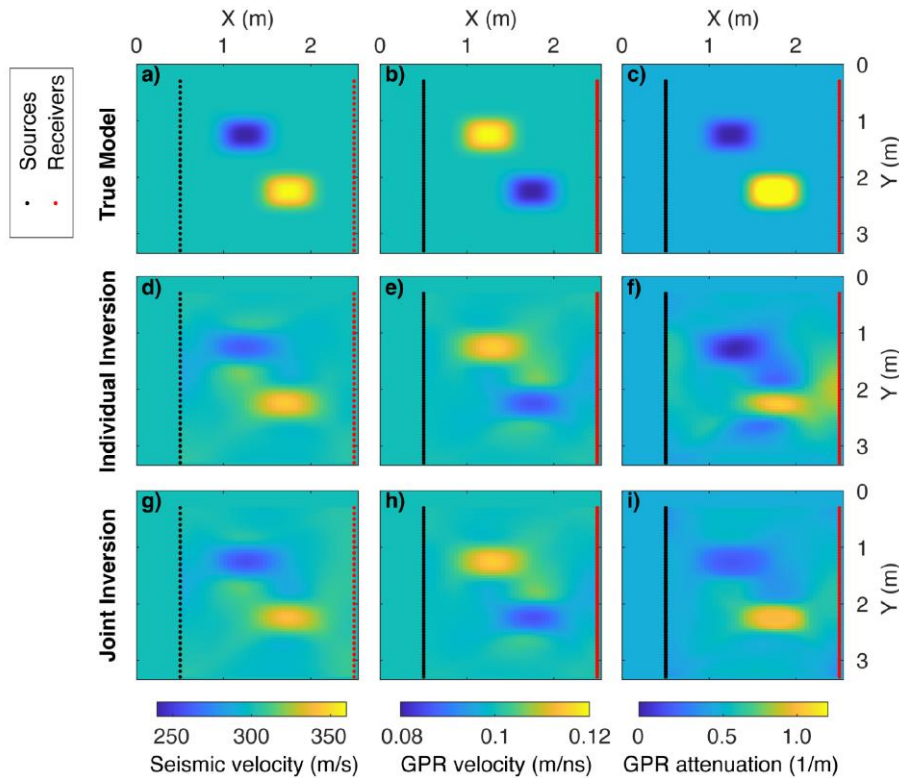 X (m) X (m) X (m)
0 1 2 0 1 2 0 1 2
Sources
Receivers
True Model
a) b) c)
0
1
2
3
Y (m)
Individual Inversion
d) e) f)
0
1
2
3
Y (m)
Joint Inversion
g) h) i)
0
1
2
3
Y (m)
250 300 350 0.08 0.1 0.12 0 0.5 1.0
Seismic velocity (m/s) GPR velocity (m/ns) GPR attenuation (1/m)